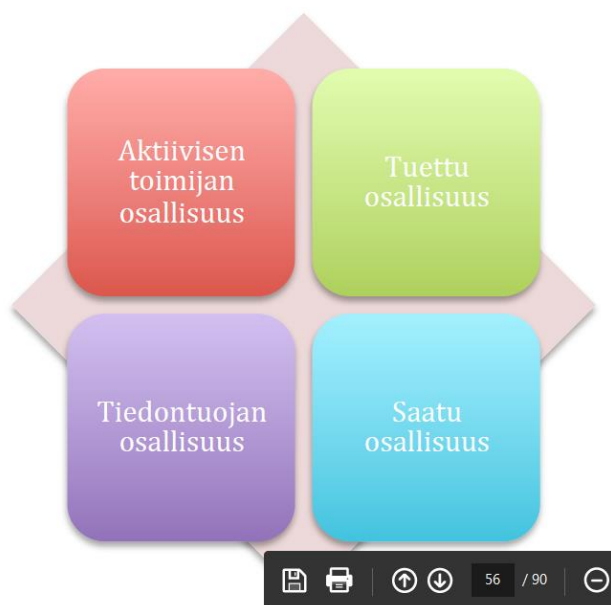 Aktiivisen
toimijan
osallisuus
Tuettu
osallisuus
Tiedontuojan
osallisuus
Saatu
osallisuus
56 / 90